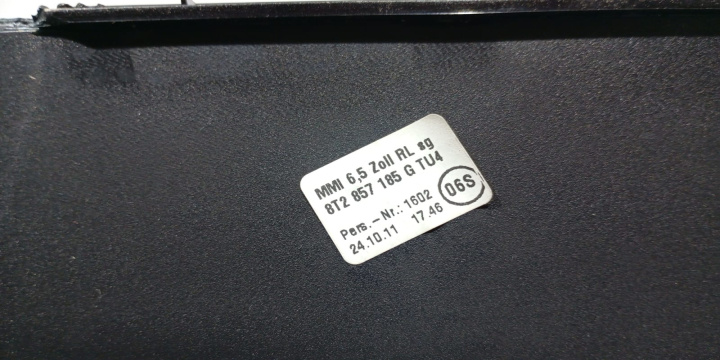 MMI 6,5 Zoll RL sg
8T2 857 185 G TU4
Pers.-Nr.: 1602
24.10.11 17.46
06S